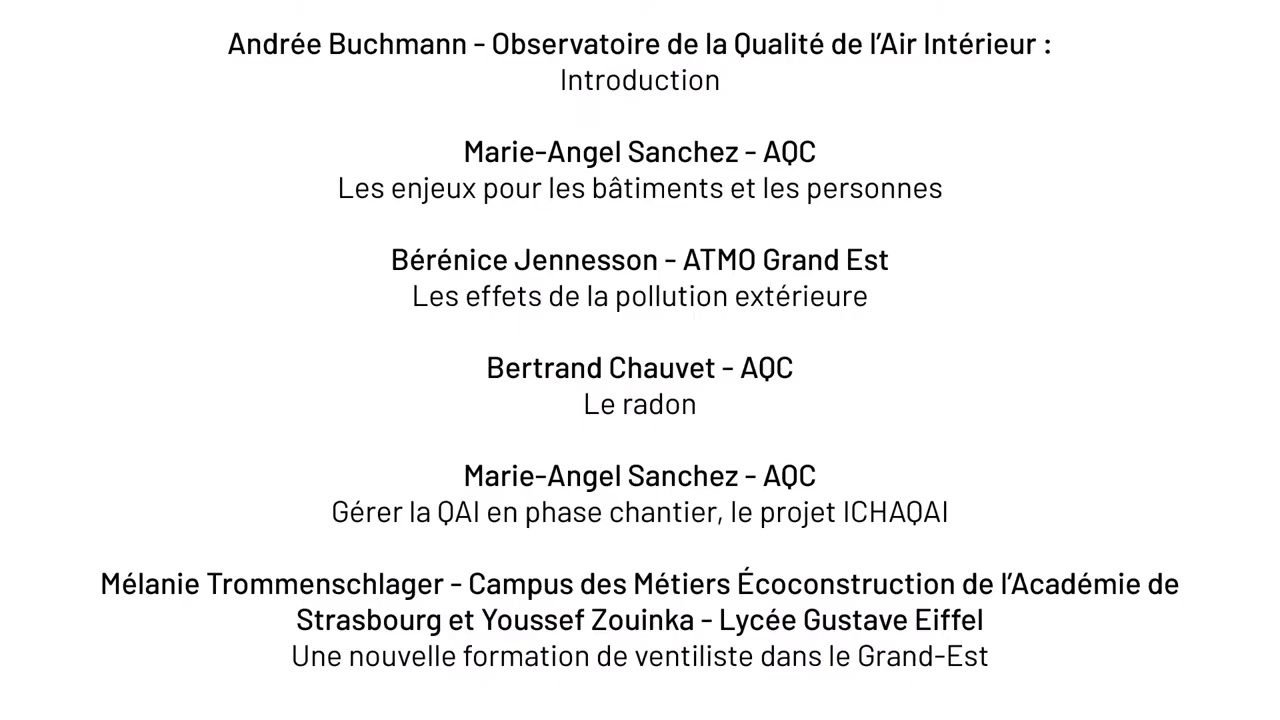 Andrée Buchmann - Observatoire de la Qualité de l’Air Intérieur :
Introduction
Marie-Angel Sanchez - AQC
Les enjeux pour les bâtiments et les personnes
Bérénice Jennesson - ATMO Grand Est
Les effets de la pollution extérieure
Bertrand Chauvet - AQC
Le radon
Marie-Angel Sanchez - AQC
Gérer la QAI en phase chantier, le projet ICHAQAI
Mélanie Trommenschlager - Campus des Métiers Écoconstruction de l’Académie de
Strasbourg et Youssef Zouinka - Lycée Gustave Eiffel
Une nouvelle formation de ventiliste dans le Grand-Est